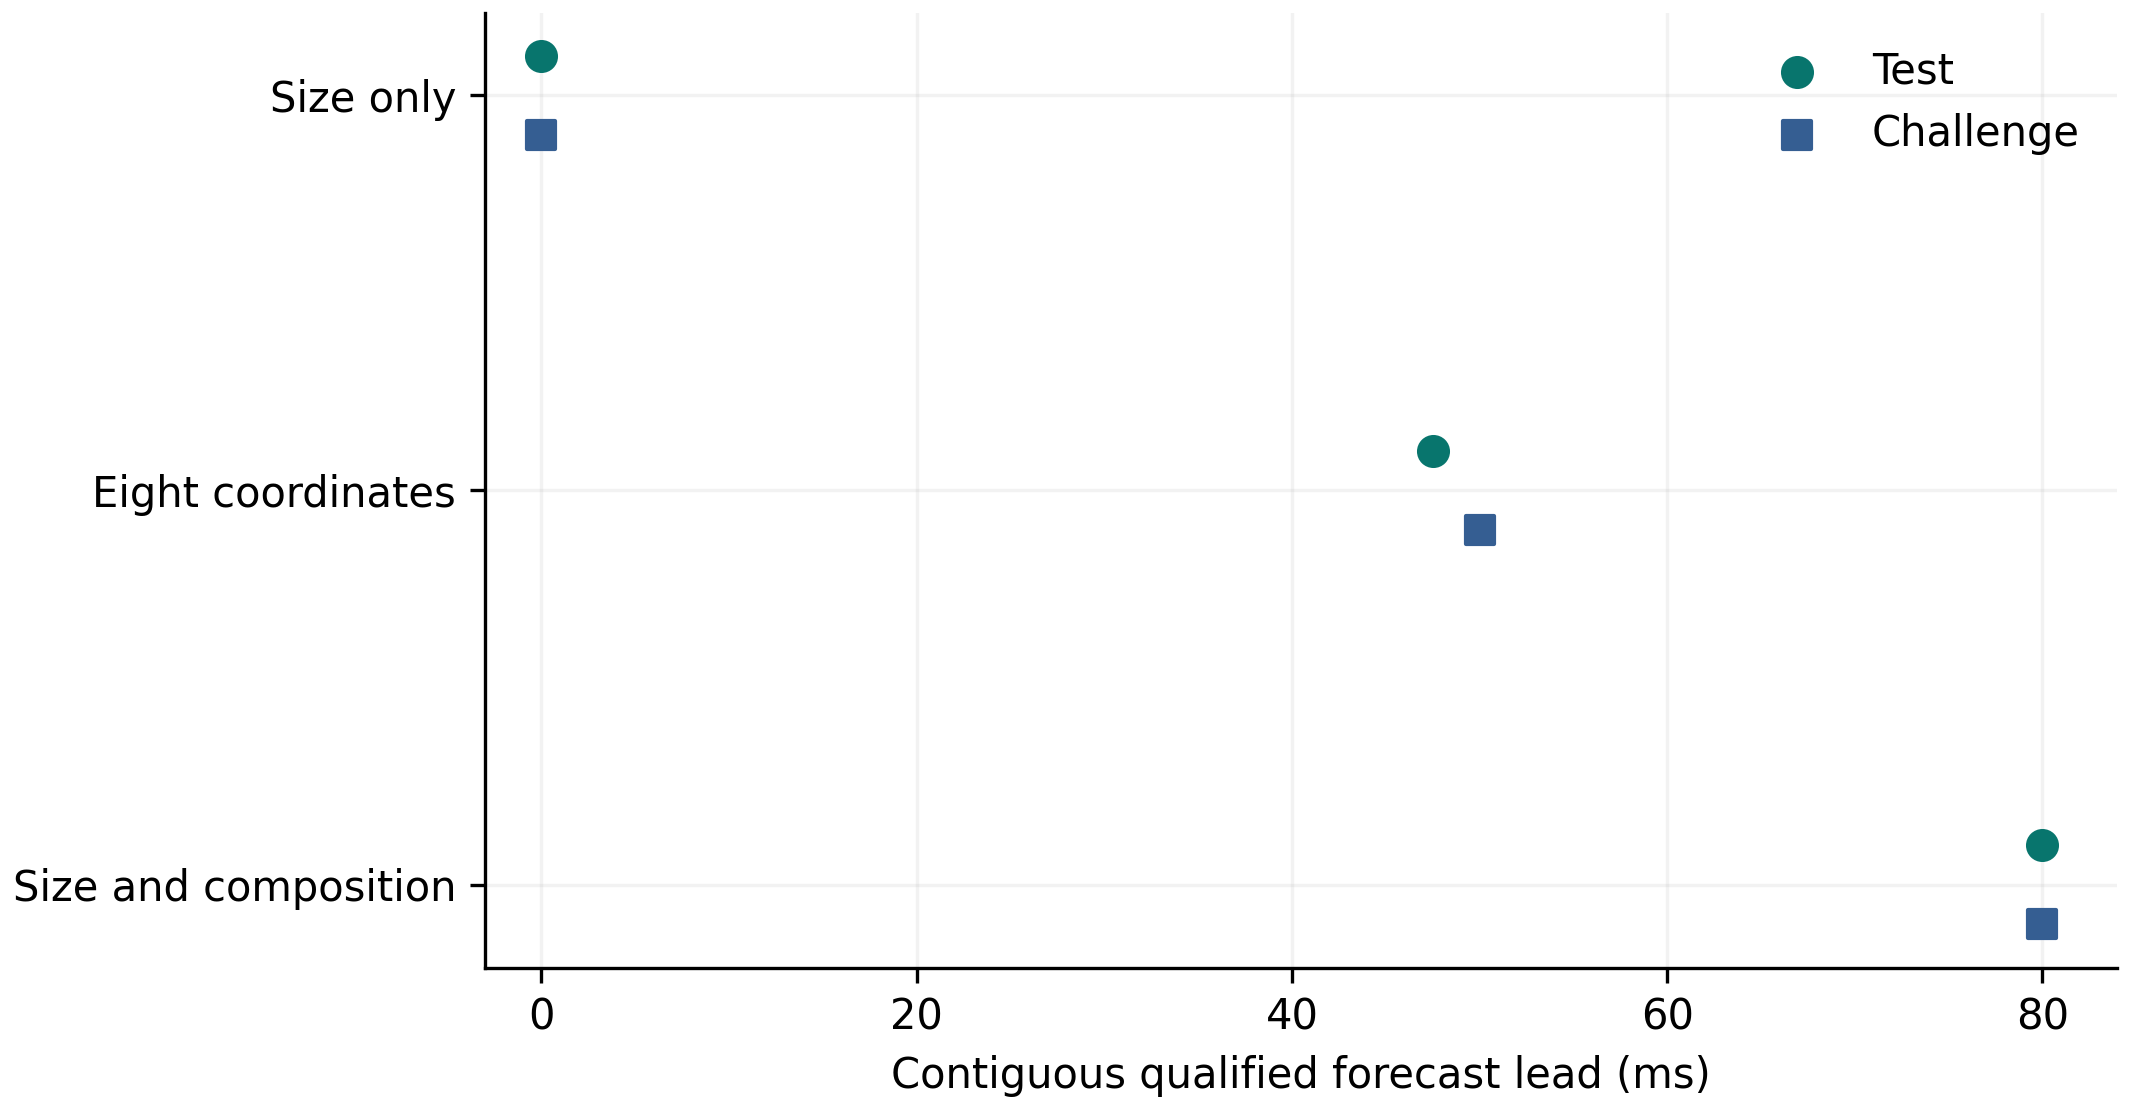 Size only
Test
Challenge
Eight coordinates
Size and composition
0 20 40 60 80
Contiguous qualified forecast lead (ms)